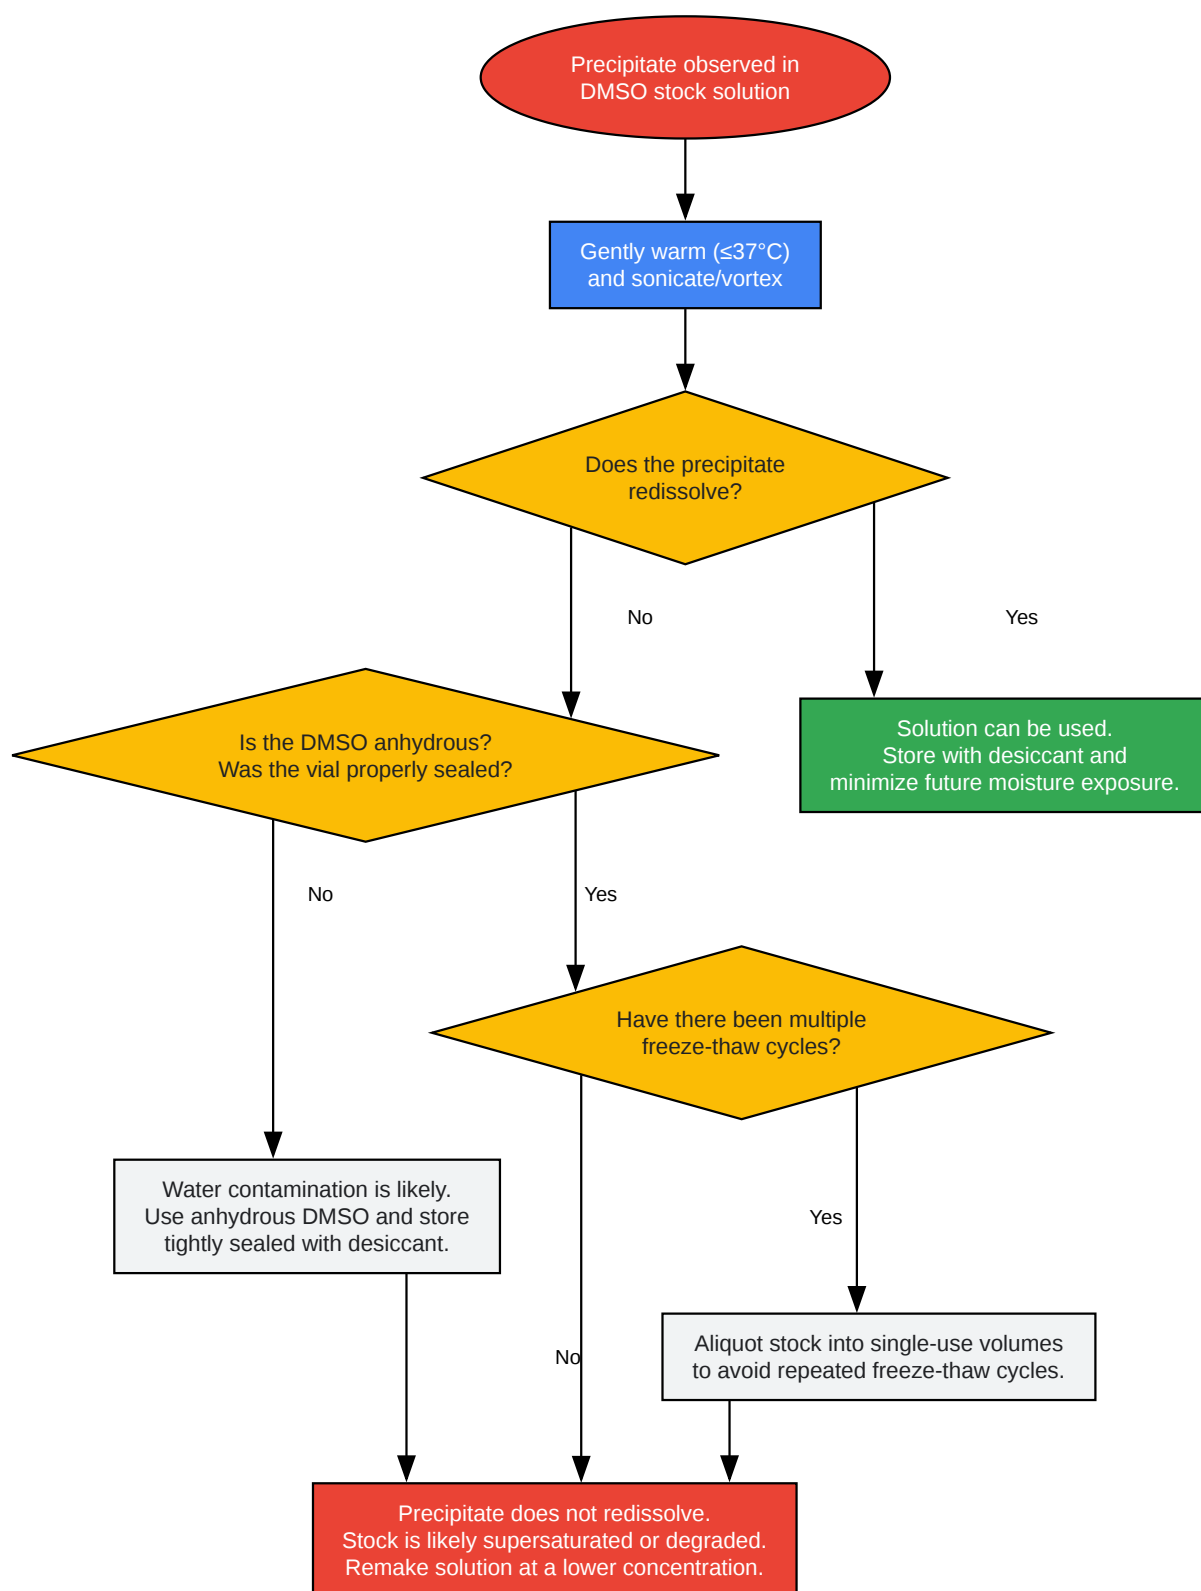 Precipitate observed in
DMSO stock solution
Gently warm (≤37°C)
and sonicate/vortex
Does the precipitate
redissolve?
No
Yes
Is the DMSO anhydrous?
Was the vial properly sealed?
Solution can be used.
Store with desiccant and
minimize future moisture exposure.
No
Yes
Have there been multiple
freeze-thaw cycles?
Water contamination is likely.
Use anhydrous DMSO and store
tightly sealed with desiccant.
Yes
No
Aliquot stock into single-use volumes
to avoid repeated freeze-thaw cycles.
Precipitate does not redissolve.
Stock is likely supersaturated or degraded.
Remake solution at a lower concentration.